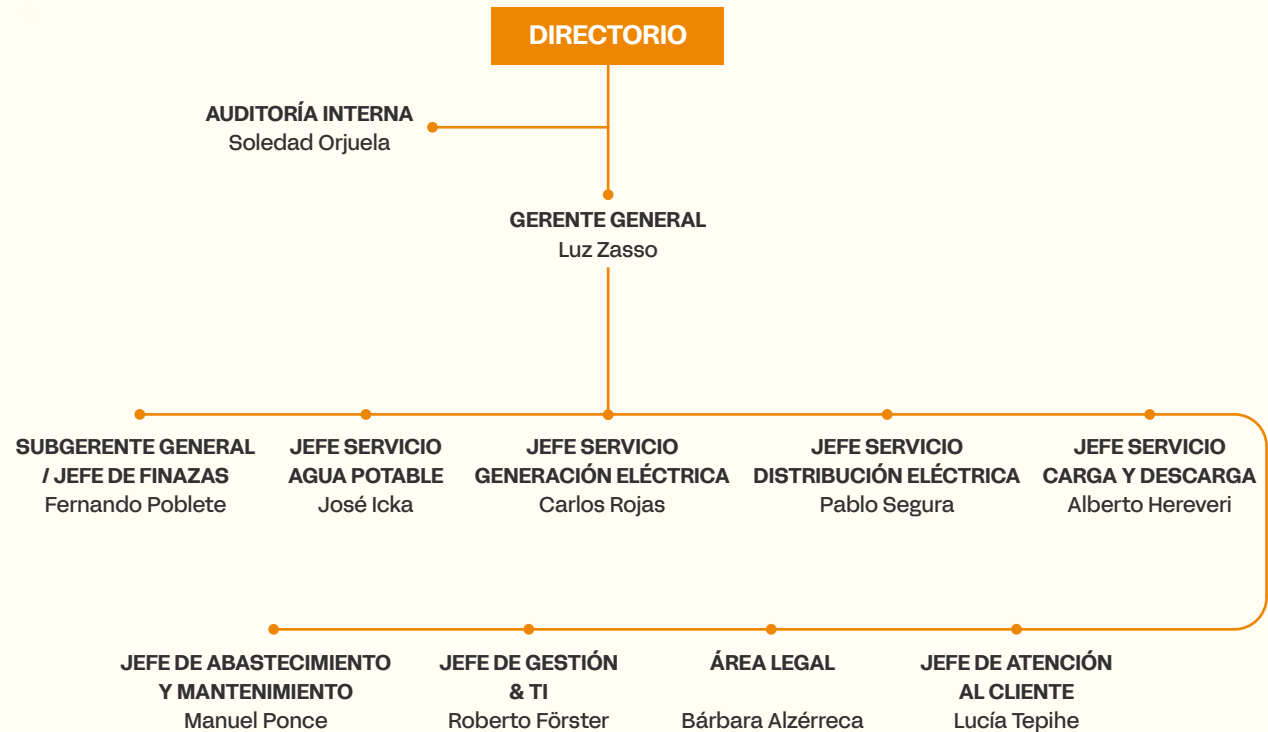 DIRECTORIO
AUDITORÍA INTERNA
Soledad Orjuela
GERENTE GENERAL
Luz Zasso
SUBGERENTE GENERAL
/ JEFE DE FINAZAS
Fernando Poblete
JEFE SERVICIO
AGUA POTABLE
José Icka
JEFE SERVICIO
GENERACIÓN ELÉCTRICA
Carlos Rojas
JEFE SERVICIO
DISTRIBUCIÓN ELÉCTRICA
Pablo Segura
JEFE SERVICIO
CARGA Y DESCARGA
Alberto Hereveri
JEFE DE ABASTECIMIENTO
Y MANTENIMIENTO
Manuel Ponce
JEFE DE GESTIÓN
& TI
Roberto Förster
ÁREA LEGAL
Bárbara Alzérreca
JEFE DE ATENCIÓN
AL CLIENTE
Lucía Tepihe